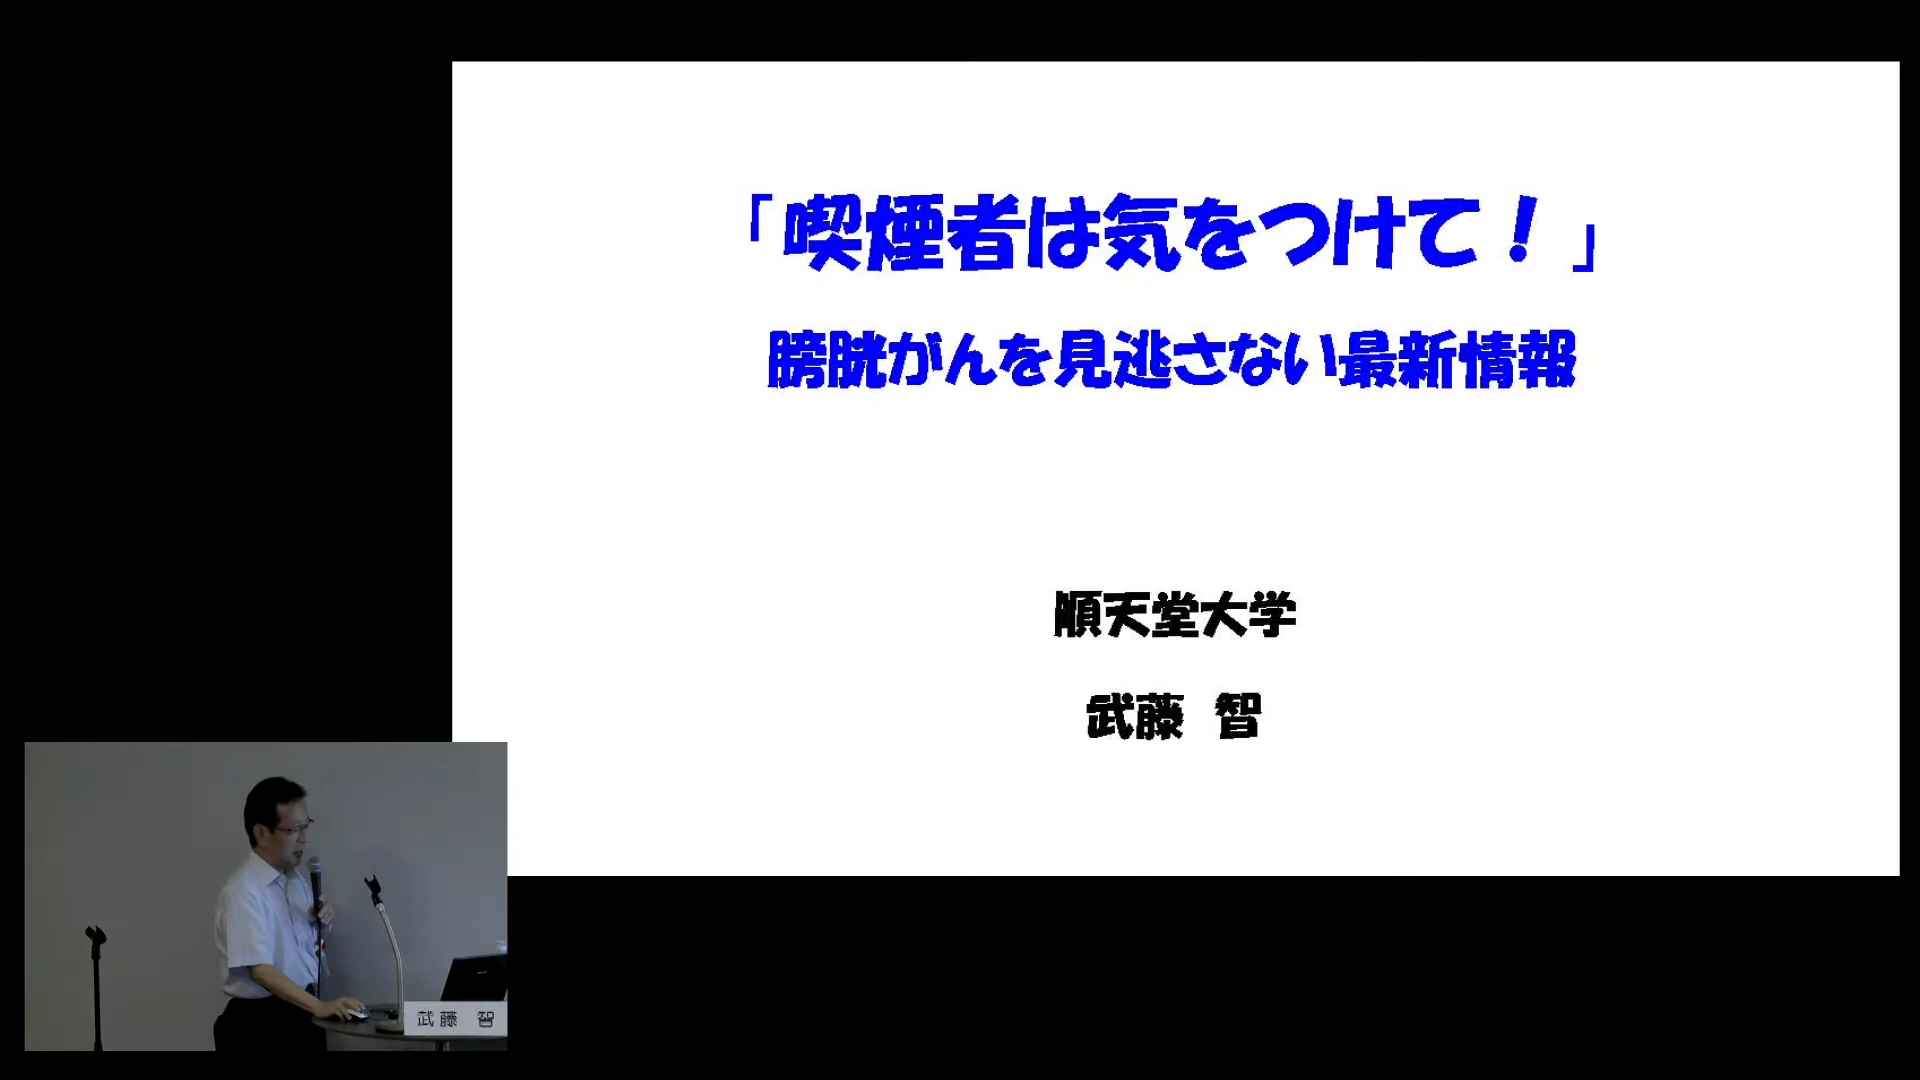 「喫煙者は気をつけて！」
膀胱がんを見逃さない最新情報
順天堂大学
武藤　智
武藤　智